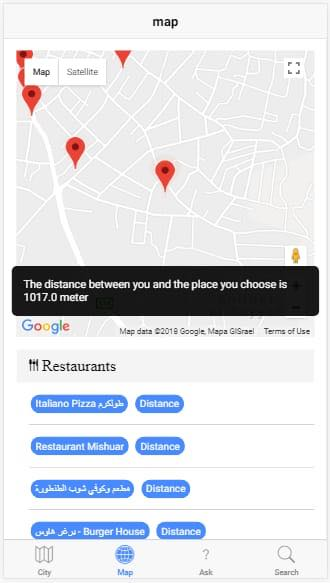 map
Map
Satellite
The distance between you and the place you choose is
1017.0 meter
Google
Map data ©2019 Google, Mapa GISrael
Terms of Use
Restaurants
Italiano Pizza طولكرم
Distance
Restaurant Mishuar
Distance
مطعم وكوفي شوب الطنطورة
Distance
برغر هاوس - Burger House
Distance
City
Map
?
Ask
Search